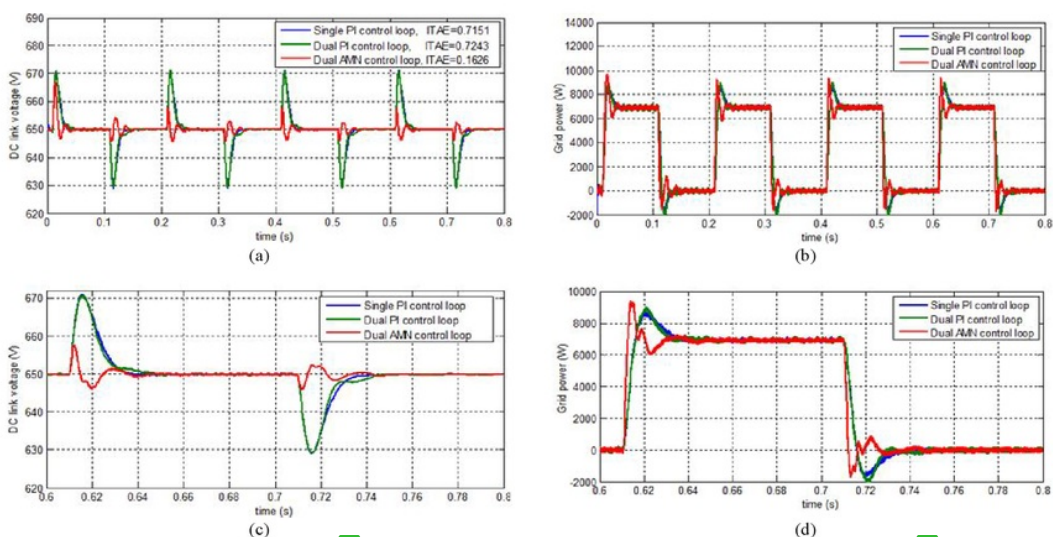 690
680
670
660
650
640
630
620
DC link voltage (V)
Single PI control loop, ITAE=0.7151
Dual PI control loop, ITAE=0.7243
Dual AMN control loop, ITAE=0.1626
0 0.1 0.2 0.3 0.4 0.5 0.6 0.7 0.8
time (s)
(a)
14000
12000
10000
8000
6000
4000
2000
0
-2000
Grid power (W)
Single PI control loop
Dual PI control loop
Dual AMN control loop
0 0.1 0.2 0.3 0.4 0.5 0.6 0.7 0.8
time (s)
(b)
670
660
650
640
630
620
DC link voltage (V)
Single PI control loop
Dual PI control loop
Dual AMN control loop
0.6 0.62 0.64 0.66 0.68 0.7 0.72 0.74 0.76 0.78 0.8
time (s)
(c)
10000
8000
6000
4000
2000
0
-2000
Grid power (W)
Single PI control loop
Dual PI control loop
Dual AMN control loop
0.6 0.62 0.64 0.66 0.68 0.7 0.72 0.74 0.76 0.78 0.8
time (s)
(d)